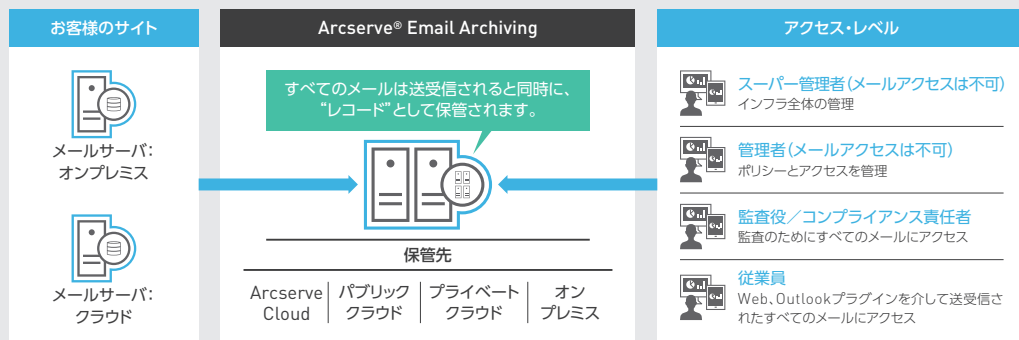 お客様のサイト
メールサーバ：
オンプレミス
メールサーバ：
クラウド
Arcserve® Email Archiving
すべてのメールは送受信されると同時に、
“レコード”として保管されます。
保管先
Arcserve
Cloud
パブリック
クラウド
プライベート
クラウド
オン
プレミス
アクセス・レベル
スーパー管理者（メールアクセスは不可）
インフラ全体の管理
管理者（メールアクセスは不可）
ポリシーとアクセスを管理
監査役／コンプライアンス責任者
監査のためにすべてのメールにアクセス
従業員
Web、Outlookプラグインを介して送受信さ
れたすべてのメールにアクセス